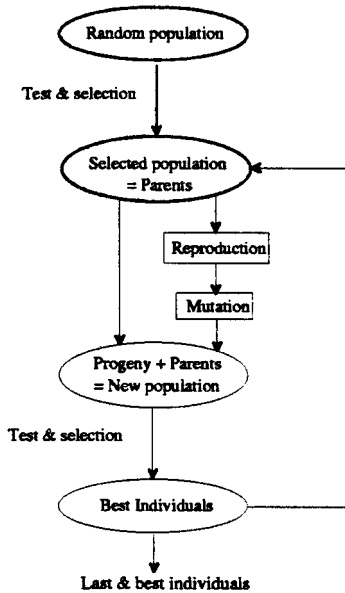 Random population
Test & selection
Selected population
= Parents
Reproduction
Mutation
Progeny + Parents
= New population
Test & selection
Best Individuals
Last & best individuals